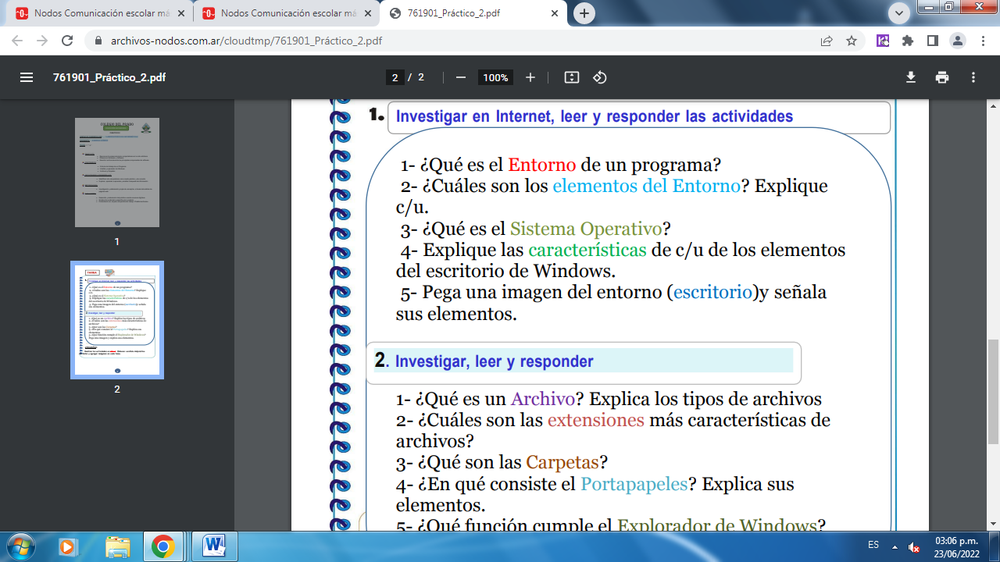 Nodos Comunicación escolar má
Nodos Comunicación escolar má
761901_Práctico_2.pdf
archivos-nodos.com.ar/cloudtmp/761901_Práctico_2.pdf
761901_Práctico_2.pdf
2 / 2
100%
1. Investigar en Internet, leer y responder las actividades
1- ¿Qué es el Entorno de un programa?
2- ¿Cuáles son los elementos del Entorno? Explique
c/u.
3- ¿Qué es el Sistema Operativo?
4- Explique las características de c/u de los elementos
del escritorio de Windows.
5- Pega una imagen del entorno (escritorio)y señala
sus elementos.
2. Investigar, leer y responder
1- ¿Qué es un Archivo? Explica los tipos de archivos
2- ¿Cuáles son las extensiones más características de
archivos?
3- ¿Qué son las Carpetas?
4- ¿En qué consiste el Portapapeles? Explica sus
elementos.
5- ¿Qué función cumple el Explorador de Windows?
1
2
ES
03:06 p.m.
23/06/2022